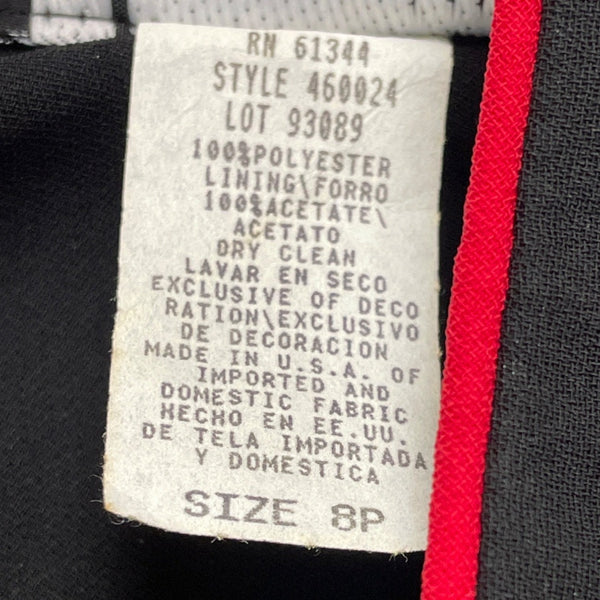 RN 61344
STYLE 460024
LOT 93089
100%POLYESTER
LINING\FORRO
100%ACETATE\
ACETATO
DRY CLEAN
LAVAR EN SECO
EXCLUSIVE OF DECO
RATION\EXCLUSIVO
DE DECORACION
MADE IN U.S.A. OF
IMPORTED AND
DOMESTIC FABRIC
HECHO EN EE.UU.
DE TELA IMPORTADA
Y DOMESTICA
SIZE 8P